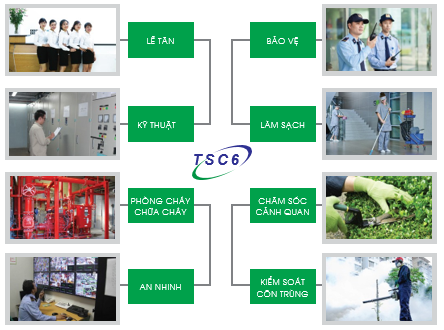 LỄ TÂN
BẢO VỆ
KỸ THUẬT
LÀM SẠCH
TSC6
PHÒNG CHÁY
CHỮA CHÁY
CHĂM SÓC
CẢNH QUAN
AN NHINH
KIỂM SOÁT
CÔN TRÙNG